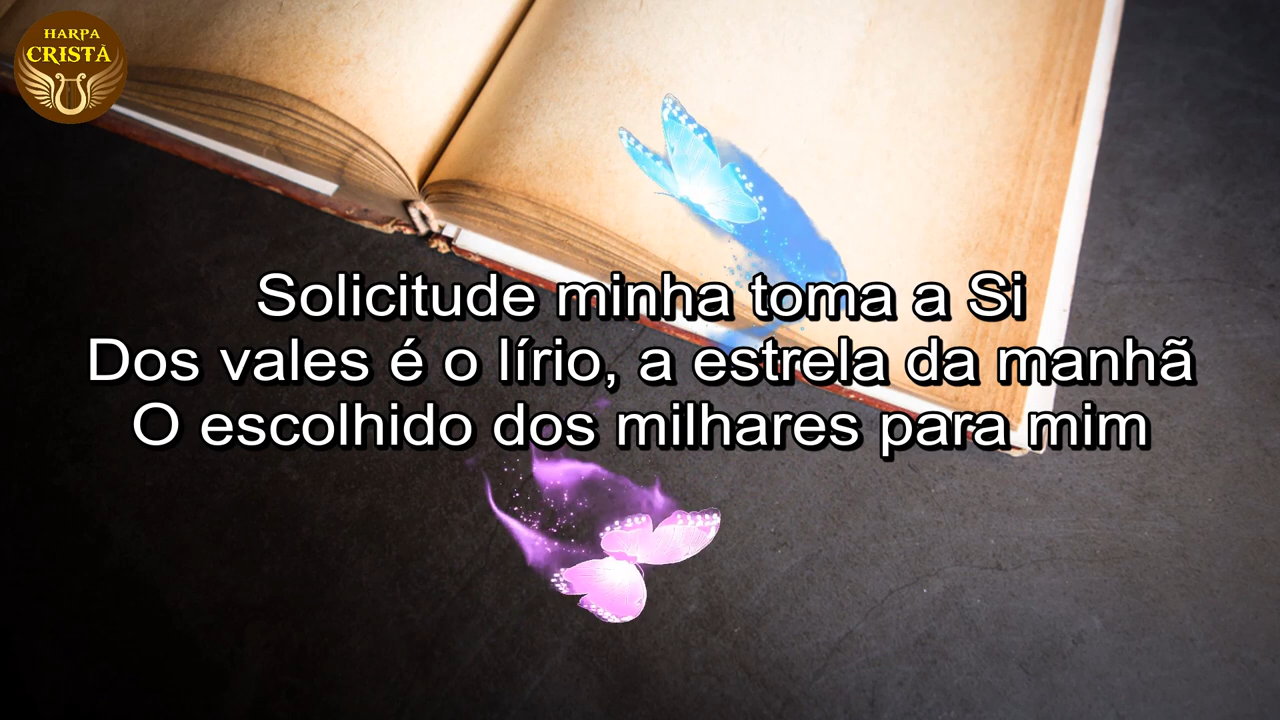 HARPA
CRISTÃ
Solicitude minha toma a Si
Dos vales é o lírio, a estrela da manhã
O escolhido dos milhares para mim